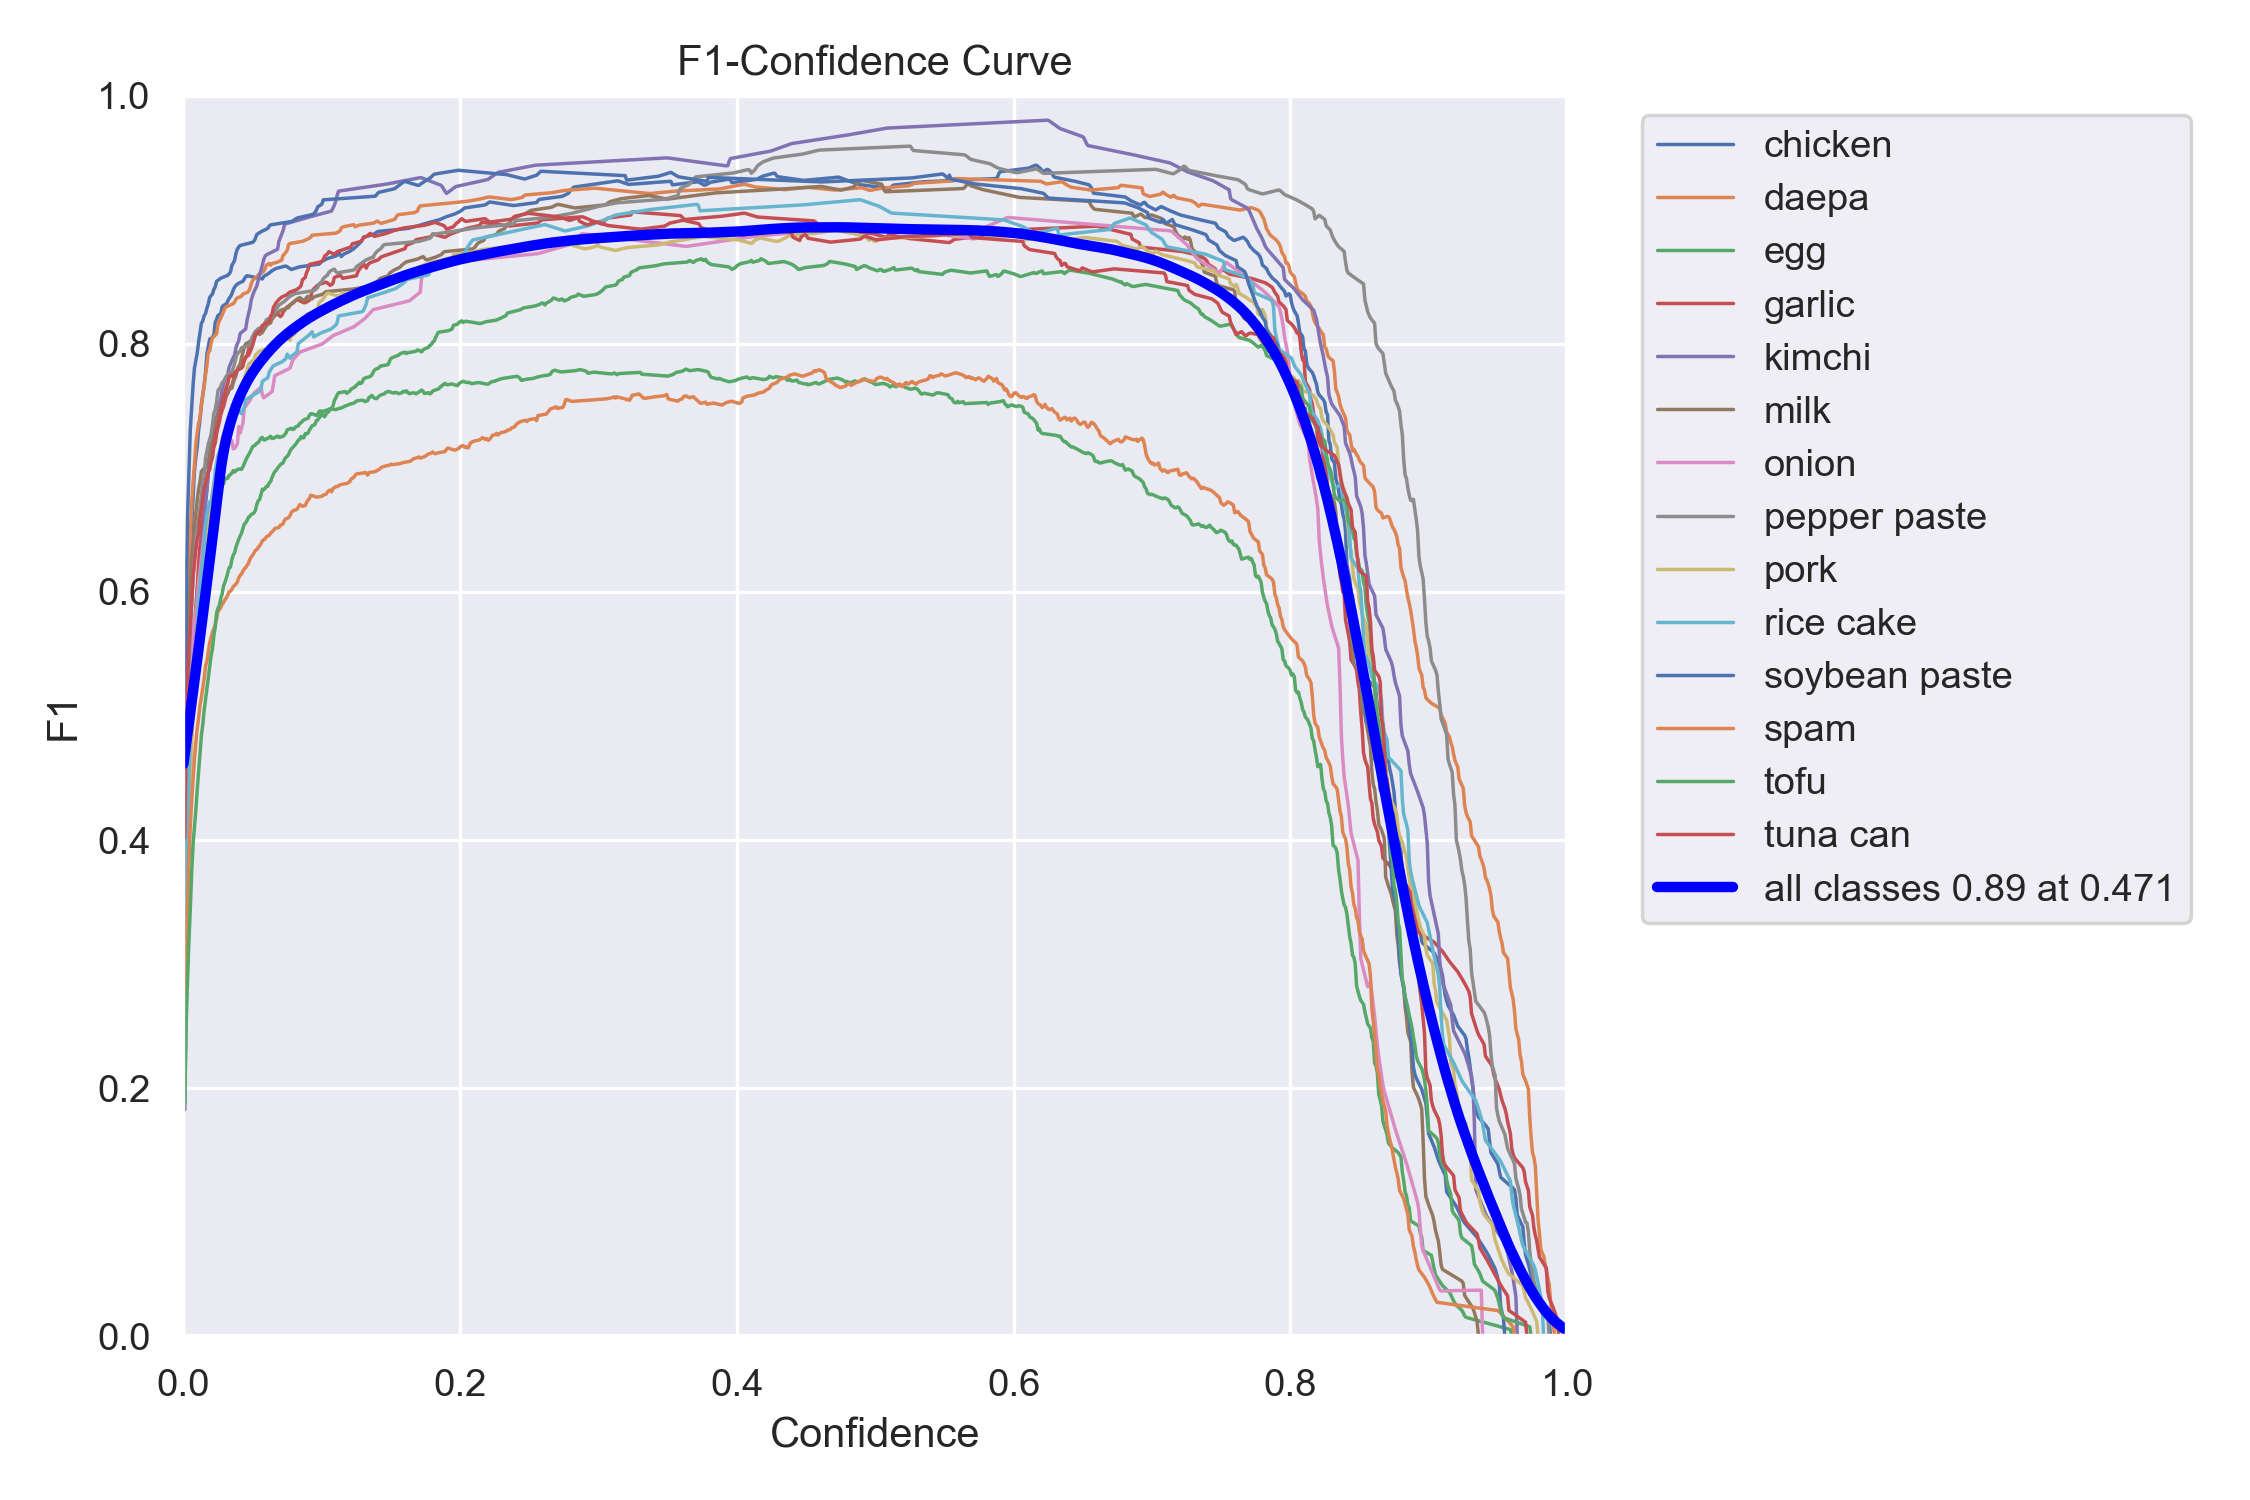 F1-Confidence Curve
1.0
0.8
0.6
0.4
0.2
0.0
F1
0.0 0.2 0.4 0.6 0.8 1.0
Confidence
chicken
daepa
egg
garlic
kimchi
milk
onion
pepper paste
pork
rice cake
soybean paste
spam
tofu
tuna can
all classes 0.89 at 0.471